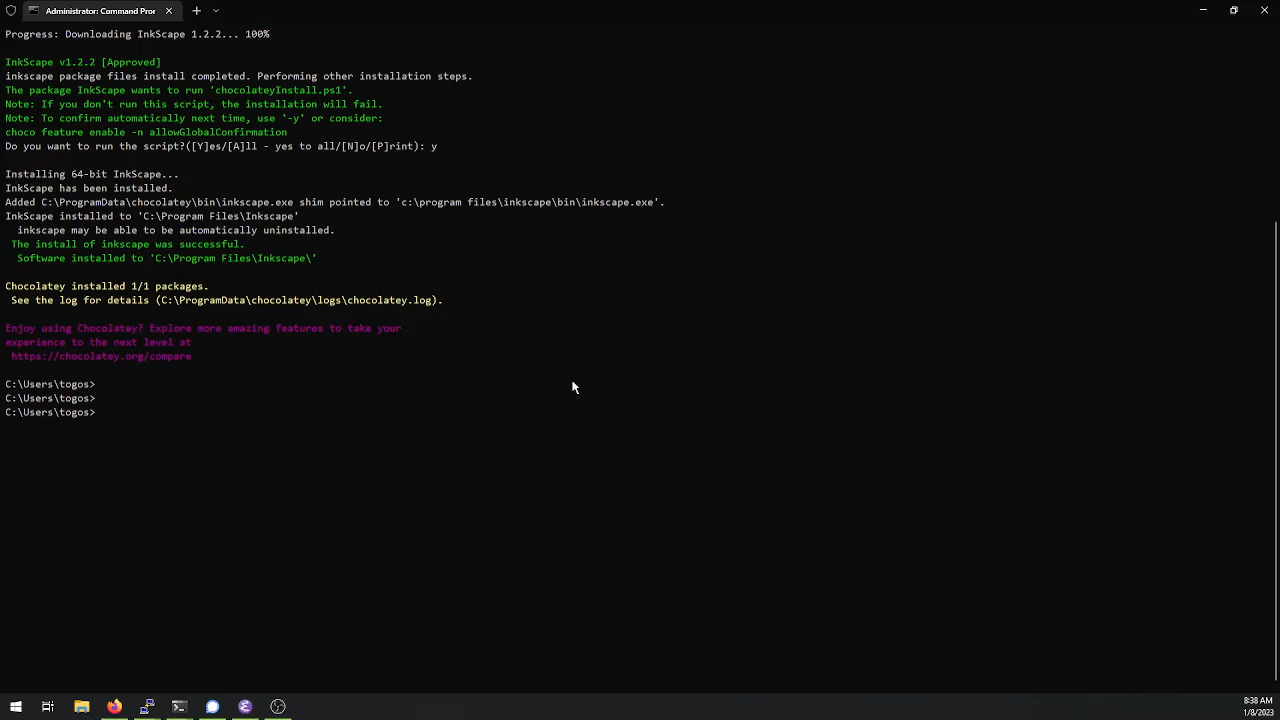 Administrator: Command Pror
Progress: Downloading InkScape 1.2.2... 100%
InkScape v1.2.2 [Approved]
inkscape package files install completed. Performing other installation steps.
The package InkScape wants to run 'chocolateyInstall.ps1'.
Note: If you don't run this script, the installation will fail.
Note: To confirm automatically next time, use '-y' or consider:
choco feature enable -n allowGlobalConfirmation
Do you want to run the script?([Y]es/[A]ll - yes to all/[N]o/[P]rint): y
Installing 64-bit InkScape...
InkScape has been installed.
Added C:\ProgramData\chocolatey\bin\inkscape.exe shim pointed to 'c:\program files\inkscape\bin\inkscape.exe'.
InkScape installed to 'C:\Program Files\Inkscape'
inkscape may be able to be automatically uninstalled.
The install of inkscape was successful.
Software installed to 'C:\Program Files\Inkscape\'
Chocolatey installed 1/1 packages.
See the log for details (C:\ProgramData\chocolatey\logs\chocolatey.log).
Enjoy using Chocolatey? Explore more amazing features to take your
experience to the next level at
https://chocolatey.org/compare
C:\Users\togos>
C:\Users\togos>
C:\Users\togos>
8:38 AM
1/8/2023